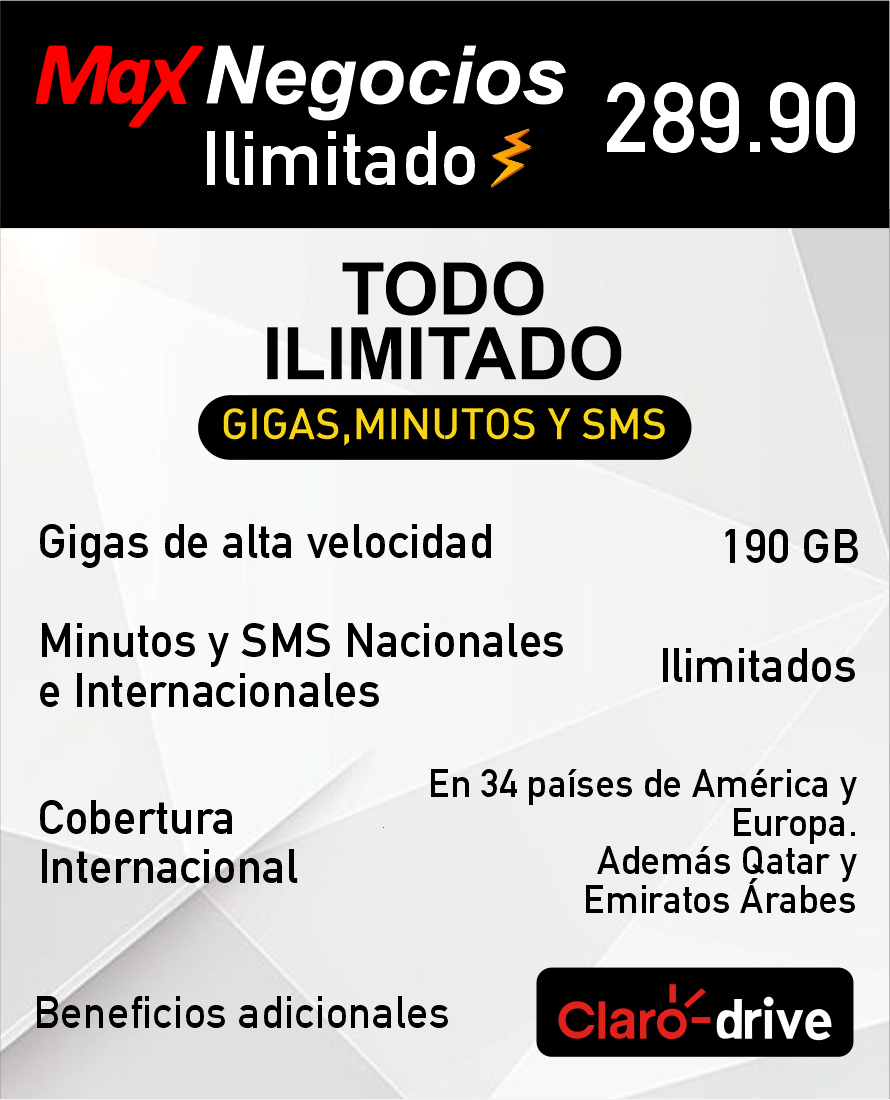 Max Negocios
Ilimitado
289.90
TODO
ILIMITADO
GIGAS,MINUTOS Y SMS
Gigas de alta velocidad
190 GB
Minutos y SMS Nacionales
e Internacionales
Ilimitados
Cobertura
Internacional
En 34 países de América y
Europa.
Además Qatar y
Emiratos Árabes
Beneficios adicionales
Claro-drive